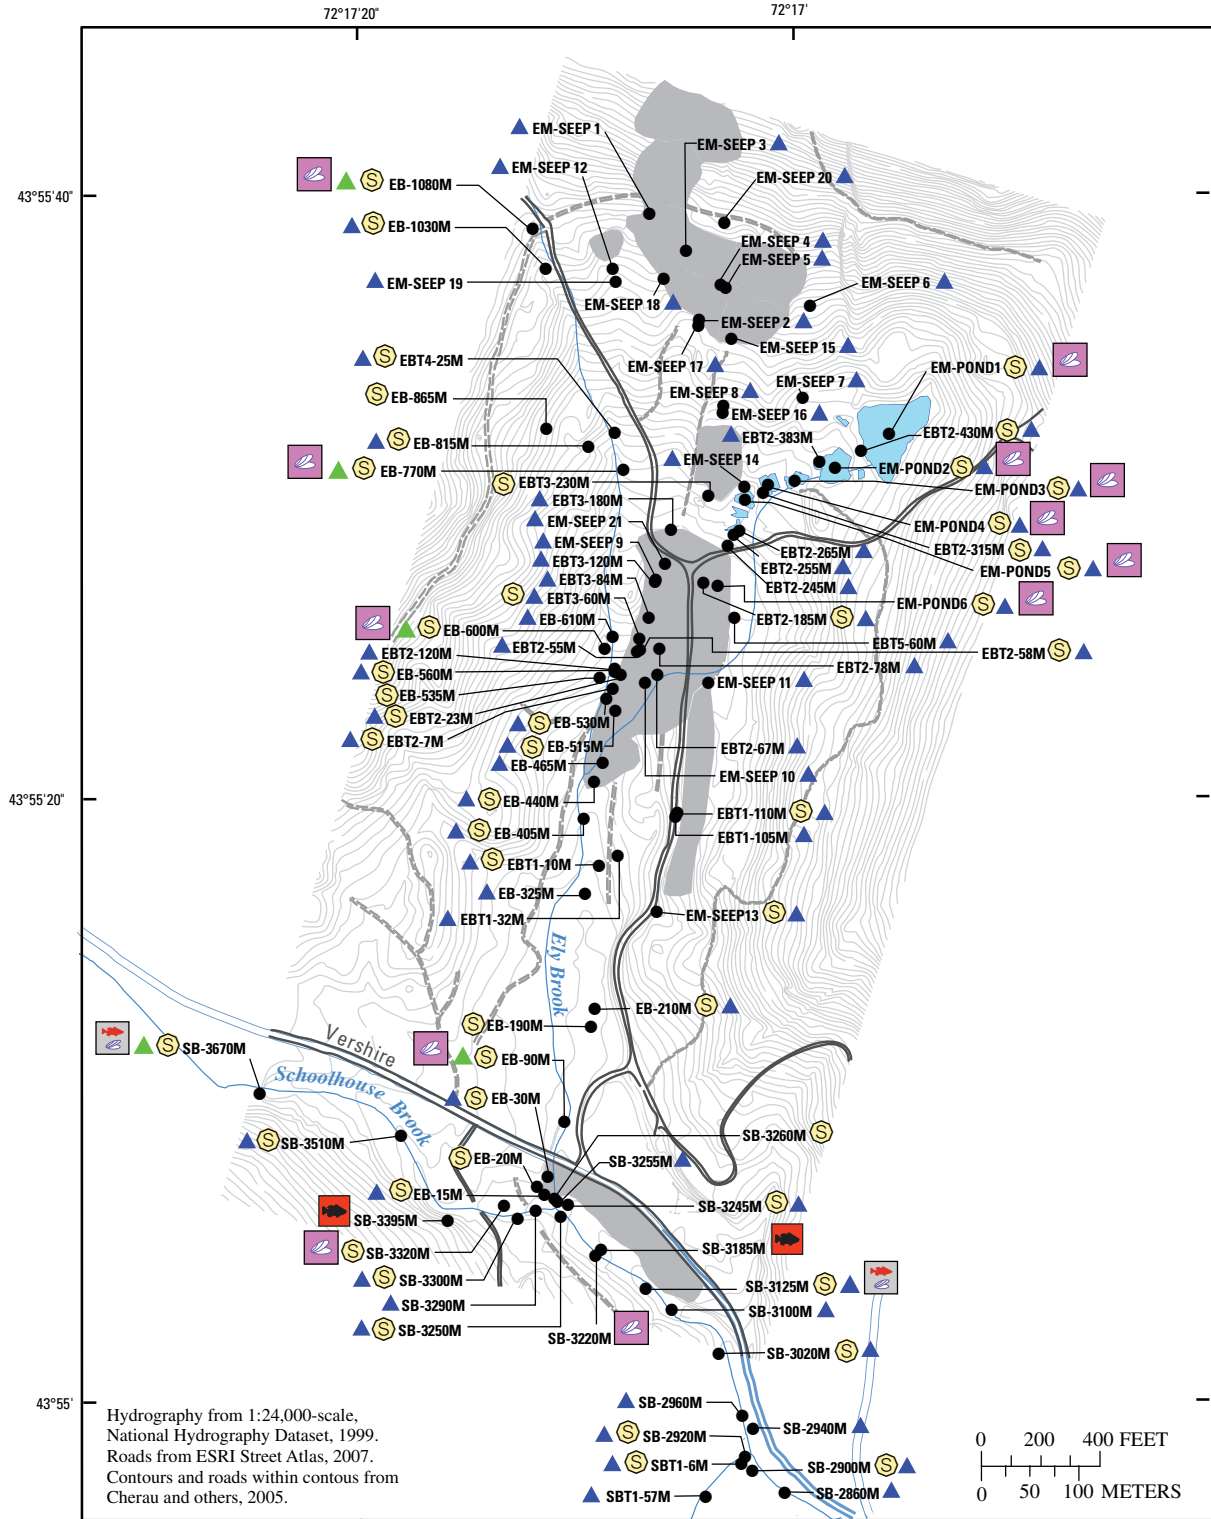 72°17'20" 72°17'
EM-SEEP 1
EM-SEEP 3
EM-SEEP 12
EM-SEEP 20
S EB-1080M
43°55'40"
S EB-1030M
EM-SEEP 4
EM-SEEP 5
EM-SEEP 19
EM-SEEP 6
EM-SEEP 18
EM-SEEP 2
EM-SEEP 15
S EBT4-25M
EM-SEEP 17
EM-POND1 S
EM-SEEP 7
EM-SEEP 8
S EB-865M
EM-SEEP 16
EBT2-430M S
S EB-815M
EBT2-383M
EM-SEEP 14
EM-POND2 S
S EB-770M
S EBT3-230M
EM-POND3 S
EBT3-180M
EM-SEEP 21
EM-POND4 S
EM-SEEP 9
EBT2-265M
EBT2-315M S
EBT3-120M
EBT2-255M
EM-POND5 S
EBT3-84M
EBT2-245M
S EBT3-60M
EM-POND6 S
EB-610M
EBT2-185M S
S EB-600M
EBT2-55M
EBT5-60M
EBT2-120M
EBT2-58M S
S EB-560M
EBT2-78M
EM-SEEP 11
S EB-535M
S EBT2-23M
S EB-530M
S EBT2-7M
S EB-515M
EBT2-67M
EB-465M
EM-SEEP 10
43°55'20"
S EB-440M
EBT1-110M S
S EB-405M
EBT1-105M
S EBT1-10M
EB-325M
EBT1-32M
EM-SEEP13 S
Ely Brook
EB-210M S
S EB-190M
Vershire
S SB-3670M
S EB-90M
Schoolhouse Brook
S EB-30M
SB-3260M S
S SB-3510M
S EB-20M
SB-3255M
S EB-15M
SB-3245M S
SB-3395M
S SB-3320M
SB-3185M
S SB-3300M
SB-3125M S
SB-3290M
SB-3100M
S SB-3250M
SB-3220M
SB-3020M S
43°55'
SB-2960M
SB-2940M
S SB-2920M
S SBT1-6M
SB-2900M S
SBT1-57M
SB-2860M
Hydrography from 1:24,000-scale,
National Hydrography Dataset, 1999.
Roads from ESRI Street Atlas, 2007.
Contours and roads within contous from
Cherau and others, 2005.
0 200 400 FEET
0 50 100 METERS